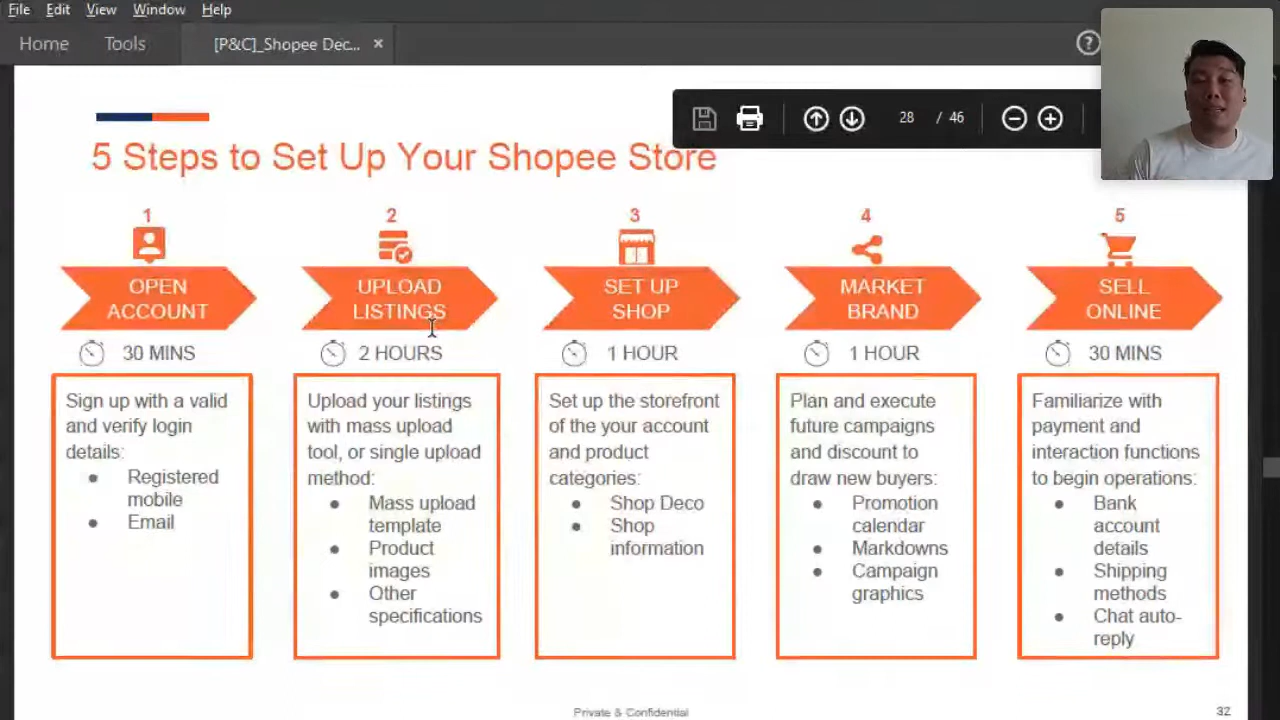 File Edit View Window Help
Home Tools [P&C]_Shopee Dec... × ?
28 / 46
5 Steps to Set Up Your Shopee Store
1
OPEN
ACCOUNT
30 MINS
Sign up with a valid
and verify login
details:
● Registered
mobile
● Email
2
UPLOAD
LISTINGS
2 HOURS
Upload your listings
with mass upload
tool, or single upload
method:
● Mass upload
template
● Product
images
● Other
specifications
3
SET UP
SHOP
1 HOUR
Set up the storefront
of the your account
and product
categories:
● Shop Deco
● Shop
information
4
MARKET
BRAND
1 HOUR
Plan and execute
future campaigns
and discount to
draw new buyers:
● Promotion
calendar
● Markdowns
● Campaign
graphics
5
SELL
ONLINE
30 MINS
Familiarize with
payment and
interaction functions
to begin operations:
● Bank
account
details
● Shipping
methods
● Chat auto-
reply
Private & Confidential
32